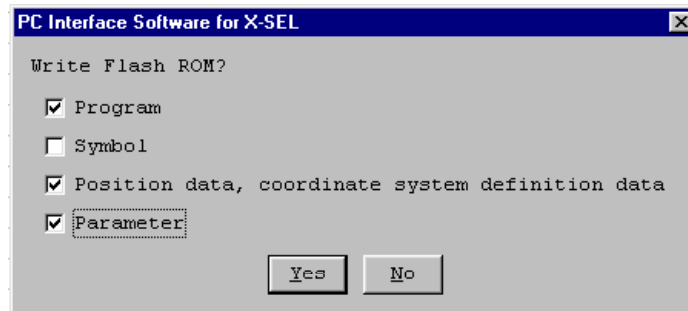 PC Interface Software for X-SEL
Write Flash ROM?
Program
Symbol
Position data, coordinate system definition data
Parameter
Yes No